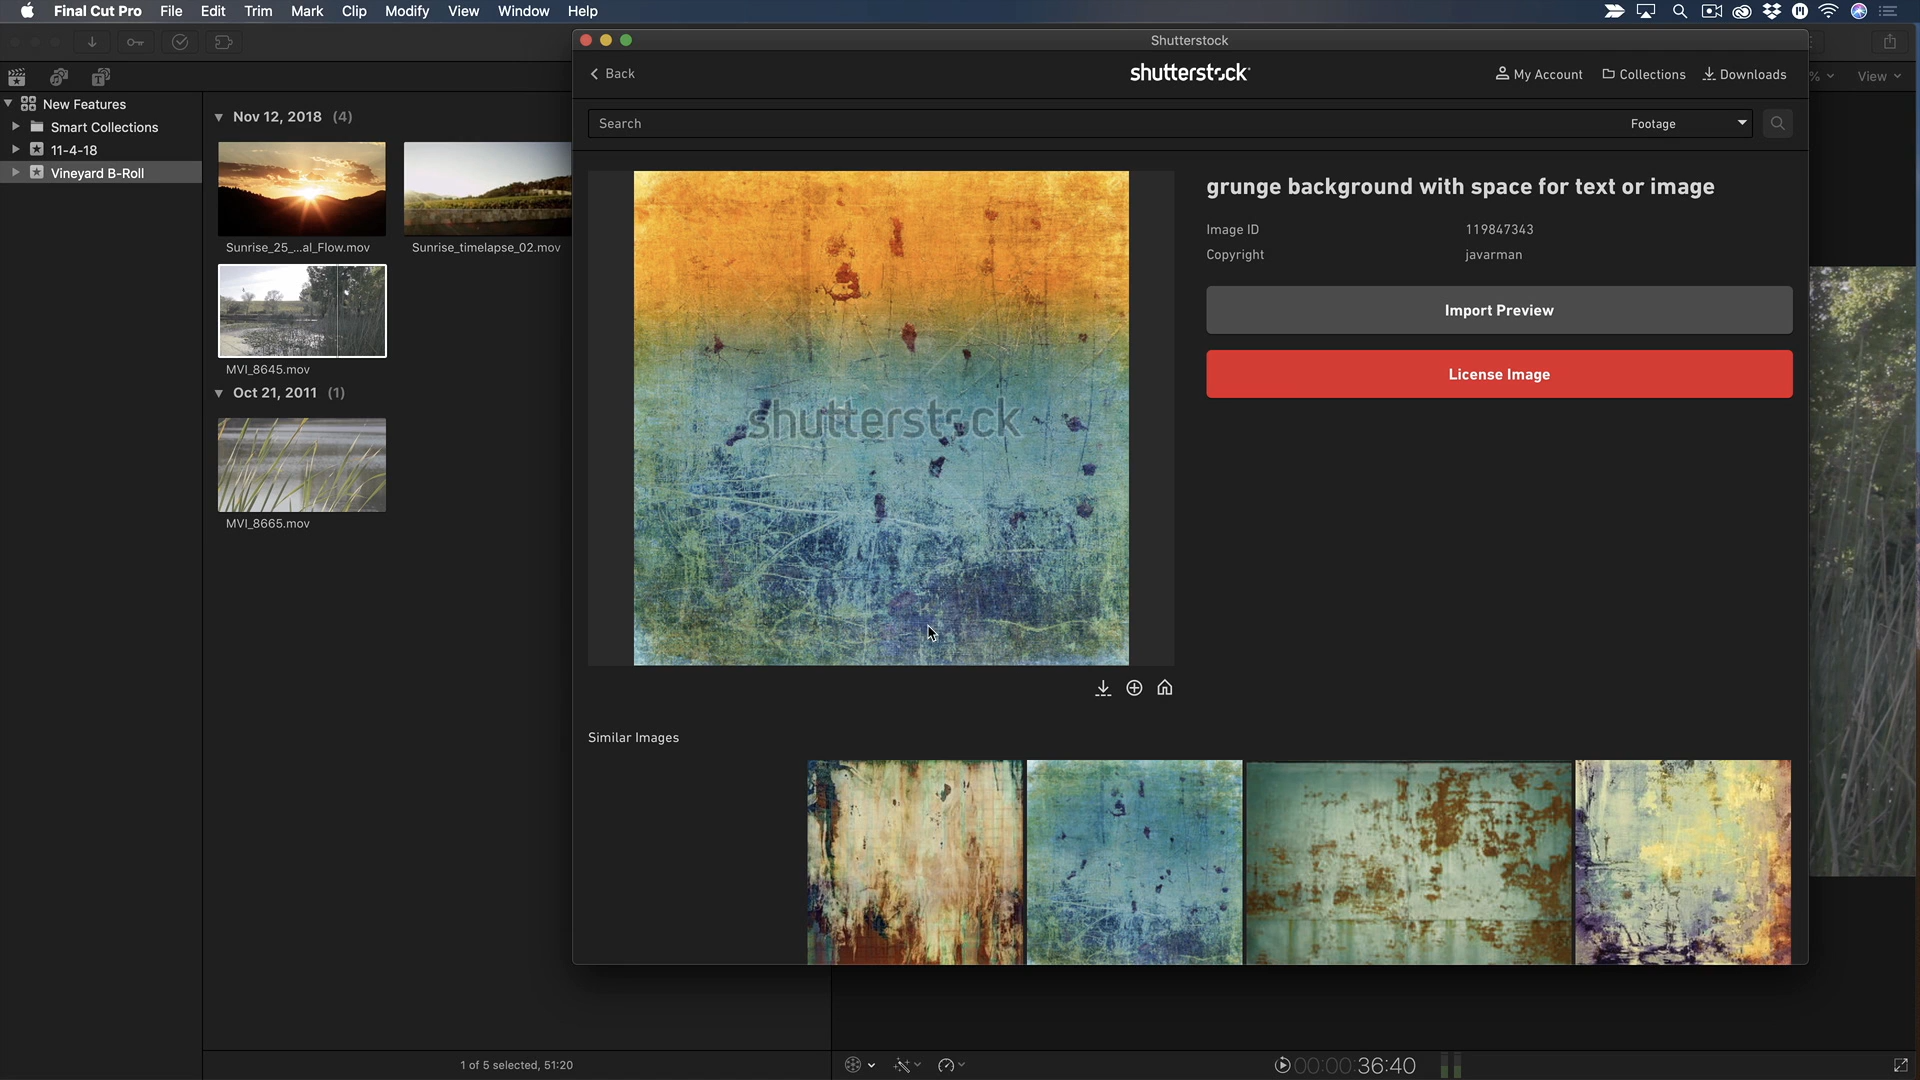 Final Cut Pro File Edit Trim Mark Clip Modify View Window Help
Shutterstock
Back
shutterstock
My Account Collections Downloads
% View
Search
Footage
New Features
Smart Collections
11-4-18
Vineyard B-Roll
Nov 12, 2018 (4)
Sunrise_25_...al_Flow.mov
Sunrise_timelapse_02.mov
MVI_8645.mov
Oct 21, 2011 (1)
MVI_8665.mov
shutterstock
grunge background with space for text or image
Image ID 119847343
Copyright javarman
Import Preview
License Image
Similar Images
1 of 5 selected, 51:20
00:00:36:40